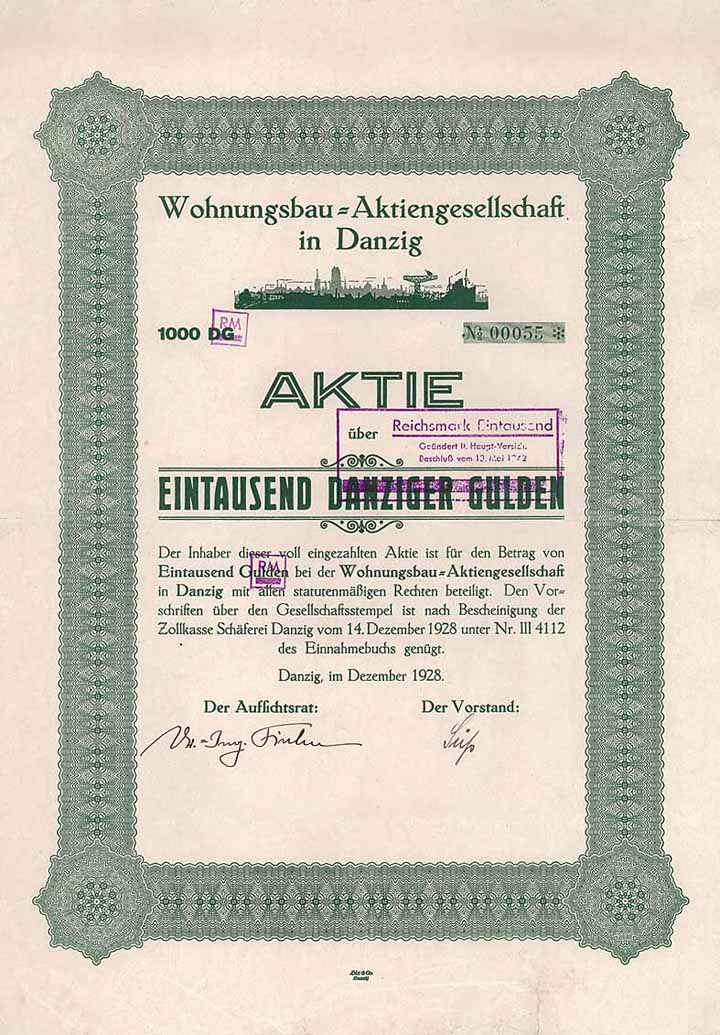 Wohnungsbau=Aktiengesellschaft
in Danzig
1000 DG RM
№ 00055 ✻
AKTIE
über
Reichsmark Eintausend
Geändert lt. Haupt-Verslg.
Beschluß vom 13. Mai 1942
EINTAUSEND DANZIGER GULDEN
Der Inhaber dieser voll eingezahlten Aktie ist für den Betrag von
RM
Eintausend Gulden bei der Wohnungsbau=Aktiengesellschaft
in Danzig mit allen statutenmäßigen Rechten beteiligt. Den Vor=
schriften über den Gesellschaftsstempel ist nach Bescheinigung der
Zollkasse Schäferei Danzig vom 14. Dezember 1928 unter Nr. III 4112
des Einnahmebuchs genügt.
Danzig, im Dezember 1928.
Der Aufsichtsrat: Der Vorstand:
Dr.=Ing.